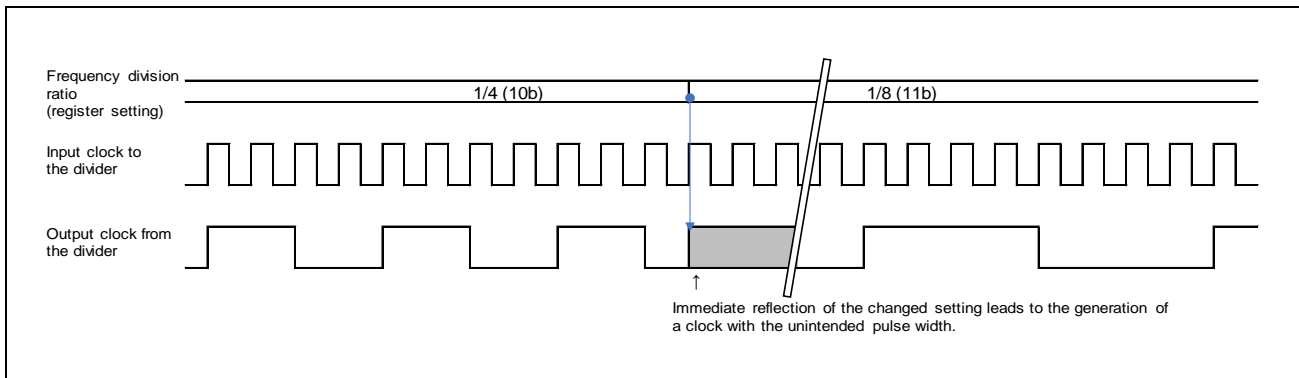 Frequency division
ratio
(register setting)
1/4 (10b)
1/8 (11b)
Input clock to
the divider
Output clock from
the divider
↑
Immediate reflection of the changed setting leads to the generation of
a clock with the unintended pulse width.